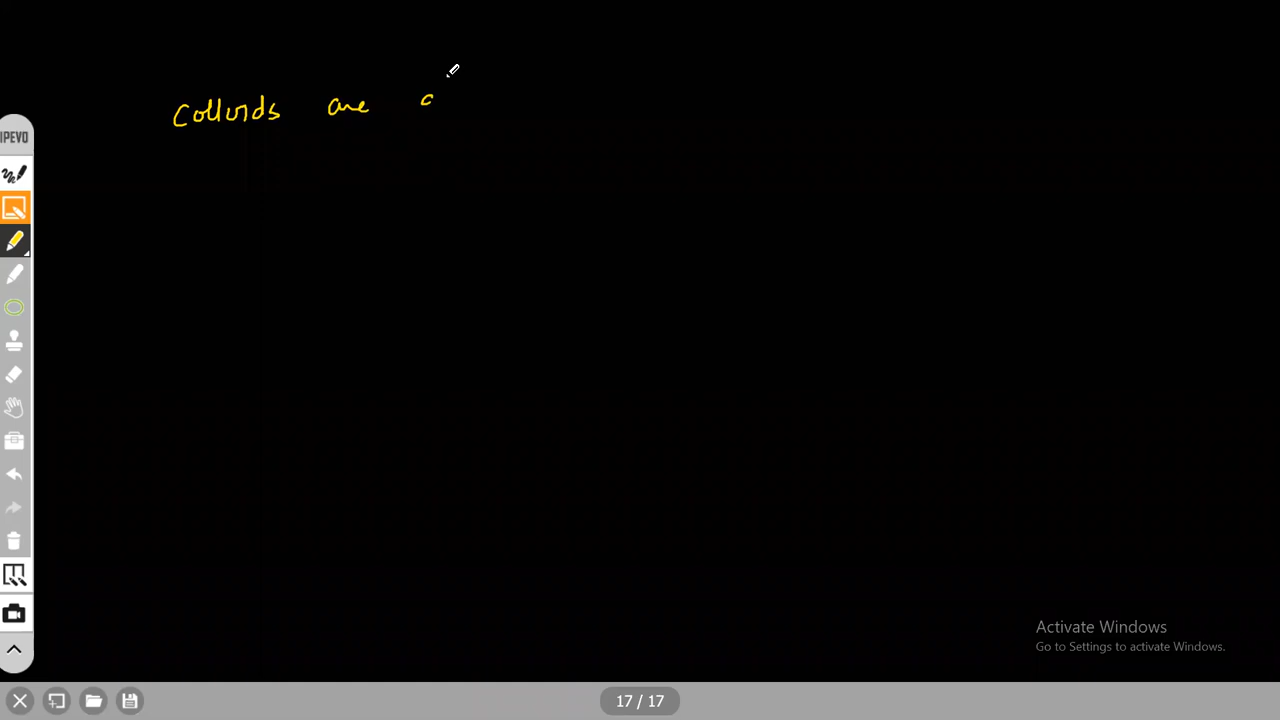 Colloids are
IPEVO
Activate Windows
Go to Settings to activate Windows.
17 / 17